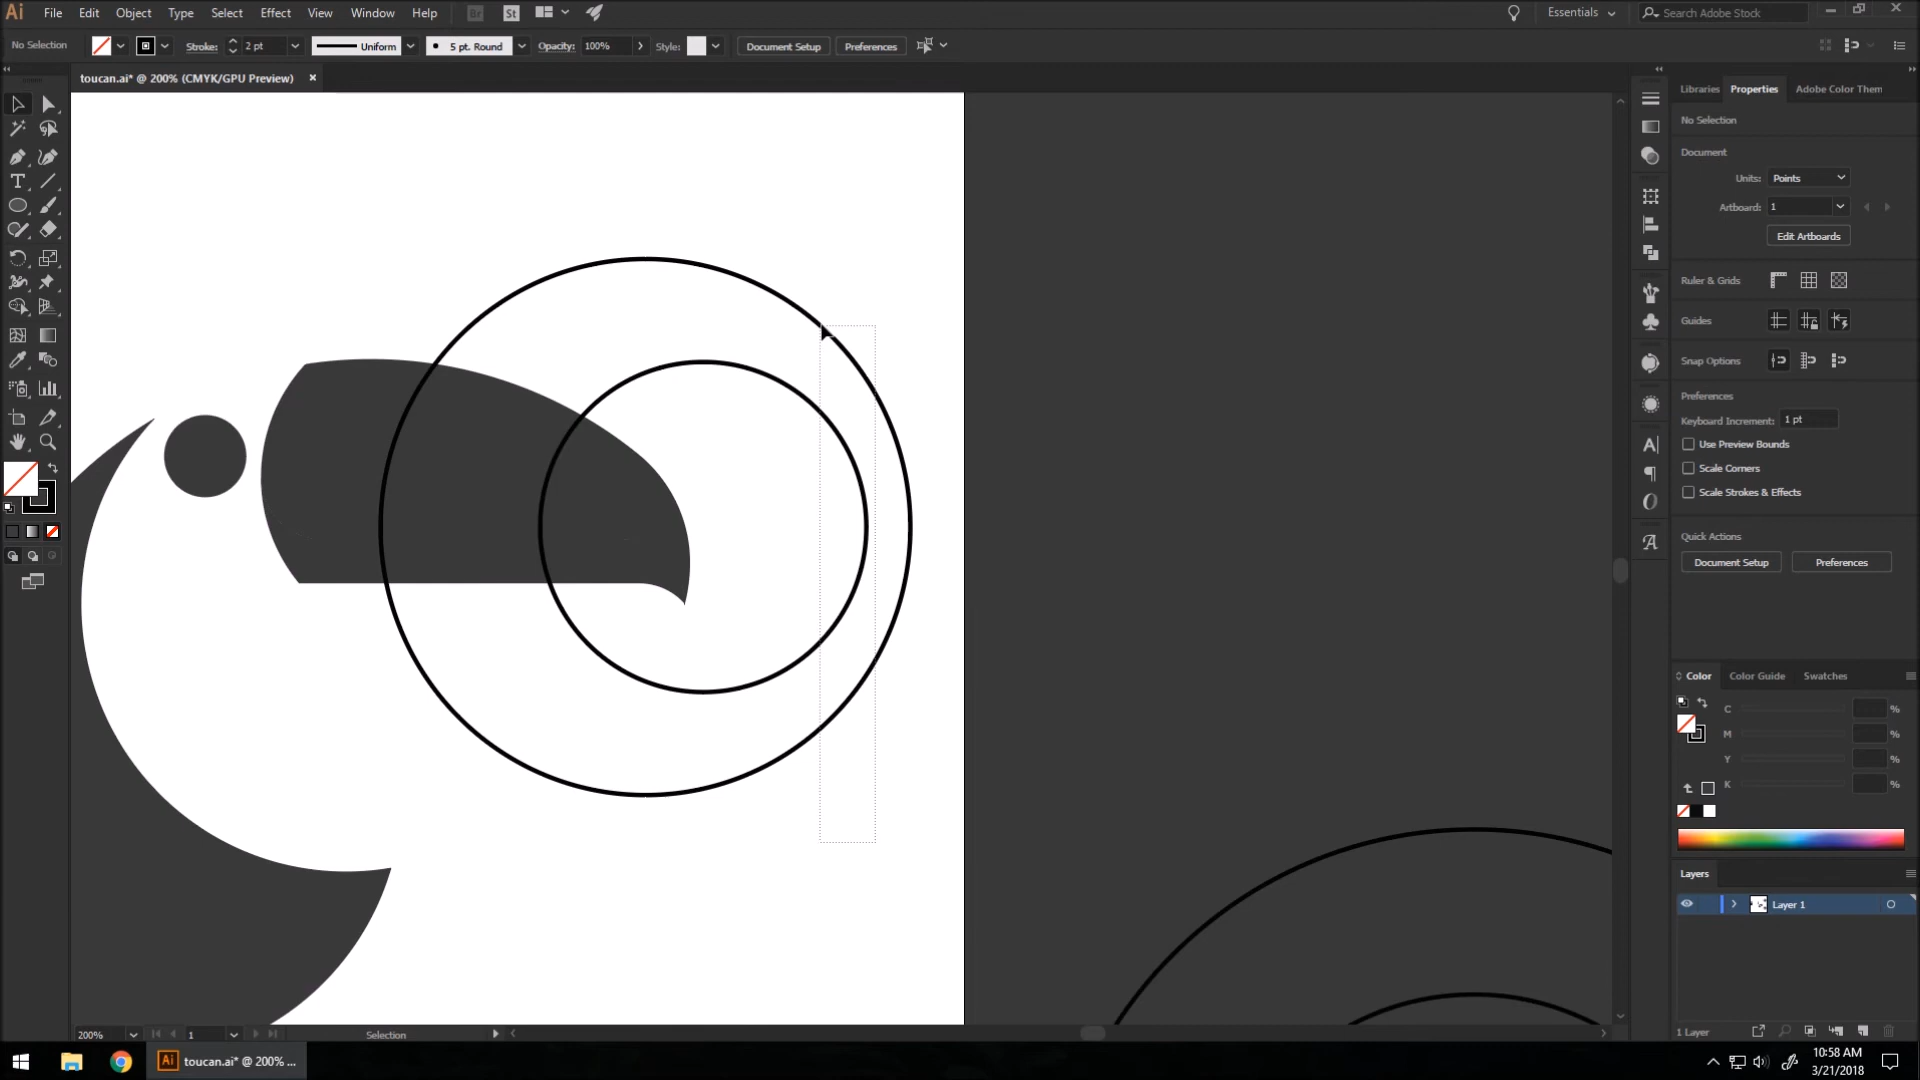 Ai File Edit Object Type Select Effect View Window Help Br St Essentials Search Adobe Stock
No Selection Stroke: 2 pt Uniform 5 pt. Round Opacity: 100% Style: Document Setup Preferences
toucan.ai* @ 200% (CMYK/GPU Preview) ×
Libraries Properties Adobe Color Them
No Selection
Document
Units: Points
Artboard: 1
Edit Artboards
Ruler & Grids
Guides
Snap Options
Preferences
Keyboard Increment: 1 pt
Use Preview Bounds
Scale Corners
Scale Strokes & Effects
Quick Actions
Document Setup Preferences
Color Color Guide Swatches
C %
M %
Y %
K %
Layers
Layer 1
1 Layer
200% 1 Selection
Ai toucan.ai* @ 200% ...
10:58 AM
3/21/2018